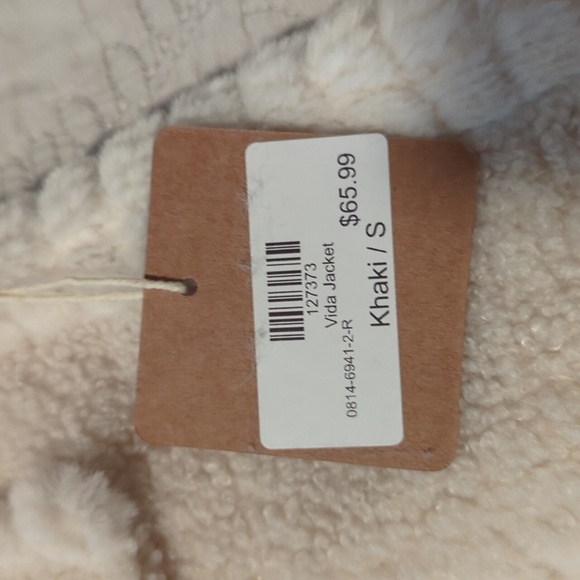 127373
Vida Jacket
0814-6941-2-R
$65.99
Khaki / S